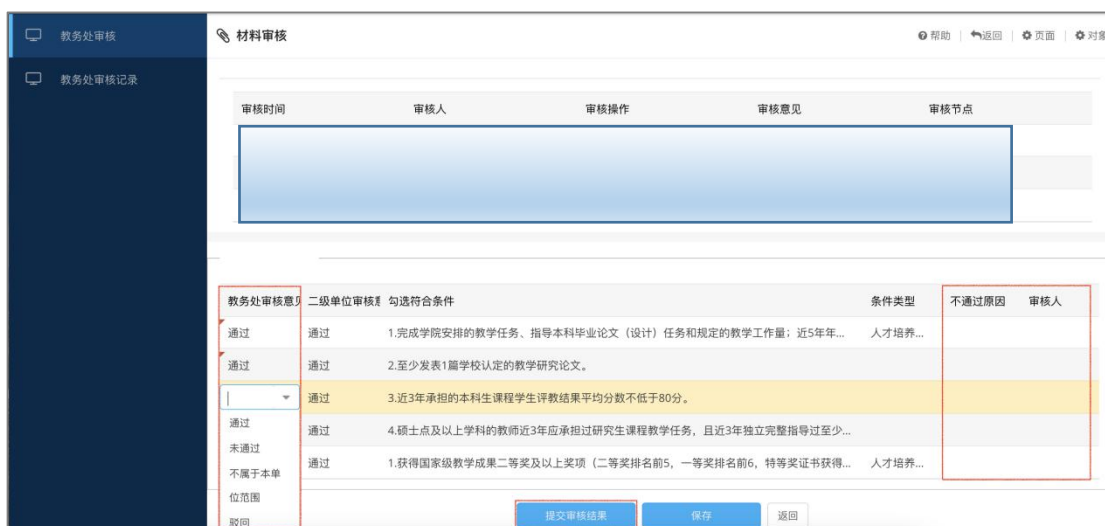 教务处审核
材料审核
帮助 返回 页面 对象
教务处审核记录
审核时间 审核人 审核操作 审核意见 审核节点
教务处审核意见 二级单位审核意 勾选符合条件 条件类型 不通过原因 审核人
通过 通过 1.完成学院安排的教学任务、指导本科毕业论文（设计）任务和规定的教学工作量；近5年年... 人才培养...
通过 通过 2.至少发表1篇学校认定的教学研究论文。
通过 3.近3年承担的本科生课程学生评教结果平均分数不低于80分。
通过 4.硕士点及以上学科的教师近3年应承担过研究生课程教学任务，且近3年独立完整指导过至少...
通过 1.获得国家级教学成果二等奖及以上奖项（二等奖排名前5，一等奖排名前6，特等奖证书获得... 人才培养...
通过
未通过
不属于本单
位范围
驳回
提交审核结果 保存 返回